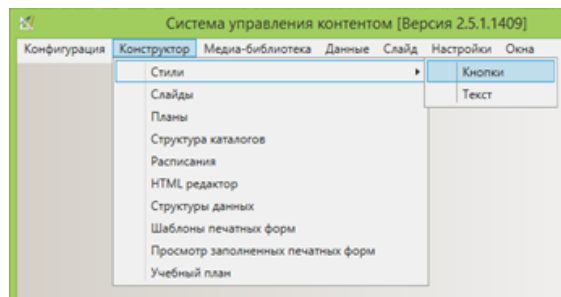 Система управления контентом [Версия 2.5.1.1409]
Конфигурация Конструктор Медиа-библиотека Данные Слайд Настройки Окна
Стили Кнопки
Слайды Текст
Планы
Структура каталогов
Расписания
HTML редактор
Структуры данных
Шаблоны печатных форм
Просмотр заполненных печатных форм
Учебный план